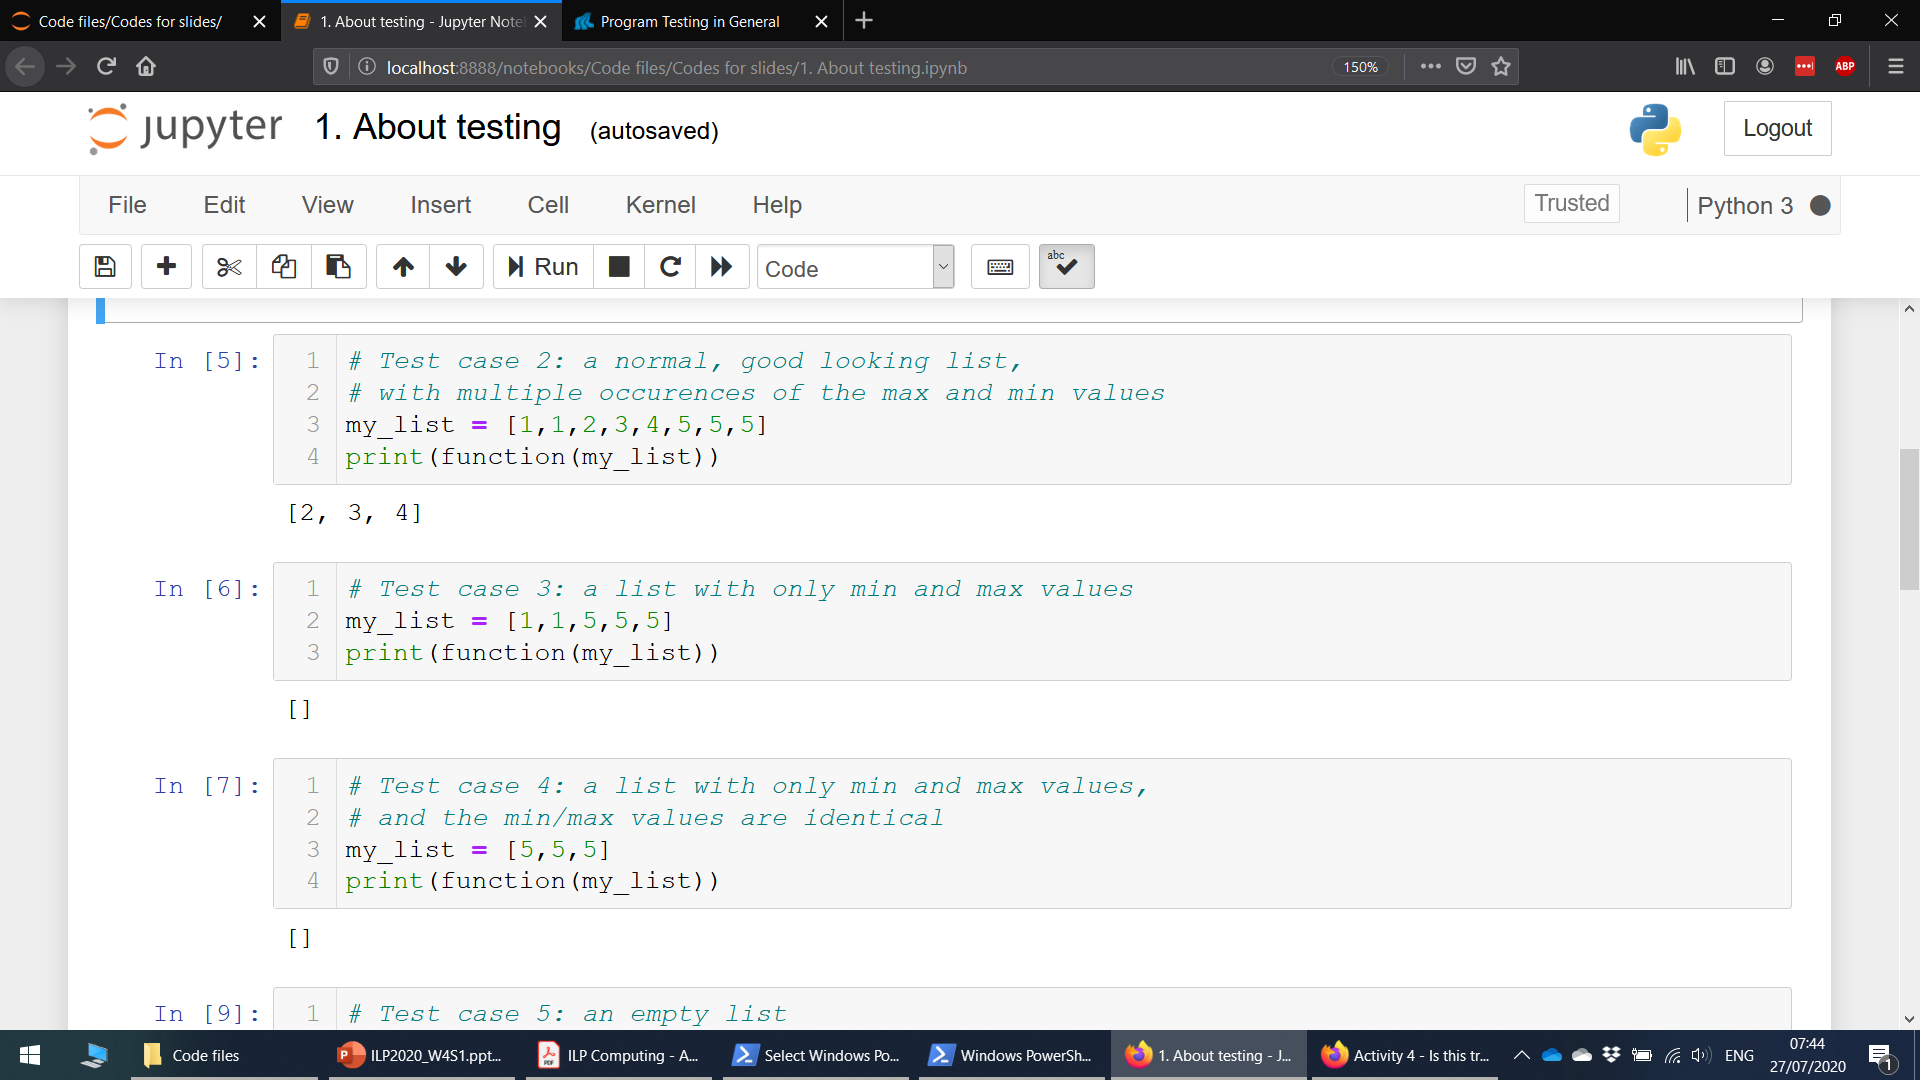 Code files/Codes for slides/
1. About testing - Jupyter Note
Program Testing in General
localhost:8888/notebooks/Code files/Codes for slides/1. About testing.ipynb
150%
ABP
jupyter 1. About testing (autosaved)
Logout
File Edit View Insert Cell Kernel Help
Trusted
Python 3
Run
Code
abc
In [5]:
1 # Test case 2: a normal, good looking list,
2 # with multiple occurences of the max and min values
3 my_list = [1,1,2,3,4,5,5,5]
4 print(function(my_list))
[2, 3, 4]
In [6]:
1 # Test case 3: a list with only min and max values
2 my_list = [1,1,5,5,5]
3 print(function(my_list))
[]
In [7]:
1 # Test case 4: a list with only min and max values,
2 # and the min/max values are identical
3 my_list = [5,5,5]
4 print(function(my_list))
[]
In [9]:
1 # Test case 5: an empty list
Code files
ILP2020_W4S1.ppt...
ILP Computing - A...
Select Windows Po...
Windows PowerSh...
1. About testing - J...
Activity 4 - Is this tr...
ENG
07:44
27/07/2020
1